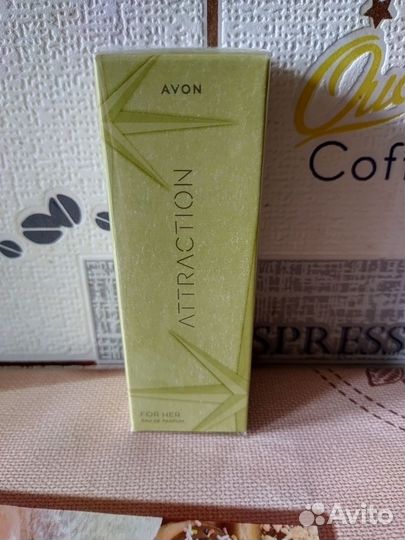 AVON
ATTRACTION
FOR HER
EAU DE PARFUM
Coff
SPRESS
Avito